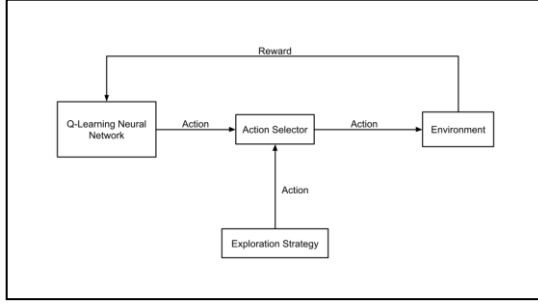 Reward
Q-Learning Neural
Network
Action
Action Selector
Action
Environment
Action
Exploration Strategy